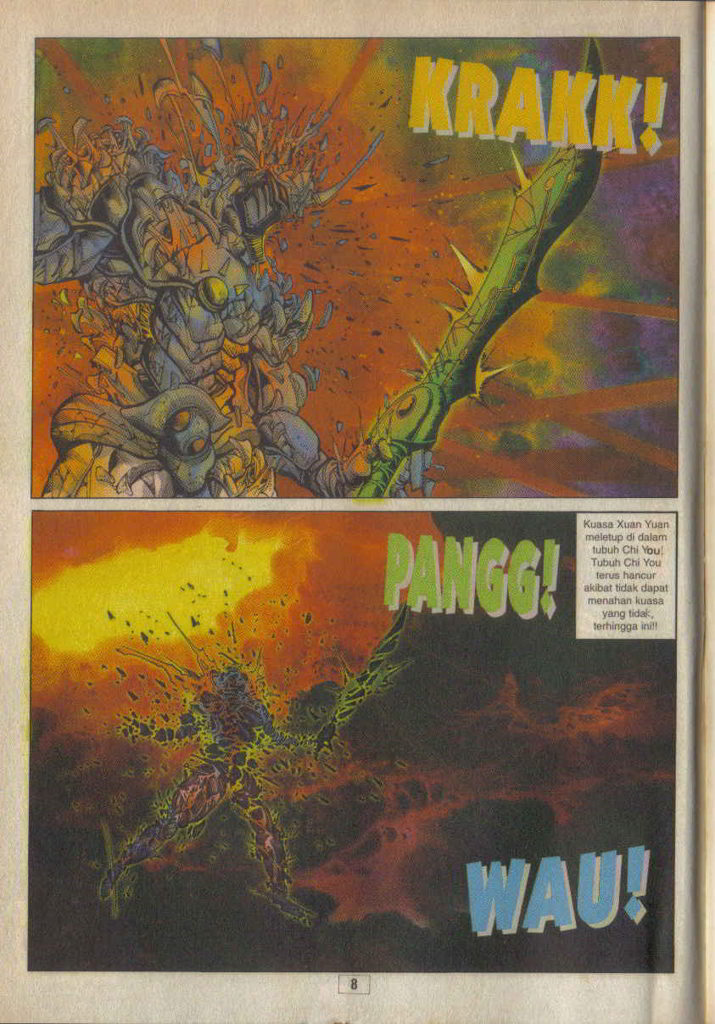 KRAKK!
PANGG!
Kuasa Xuan Yuan
meletup di dalam
tubuh Chi You!
Tubuh Chi You
terus hancur
akibat tidak dapat
menahan kuasa
yang tidak,
terhingga ini!!
WAU!
8